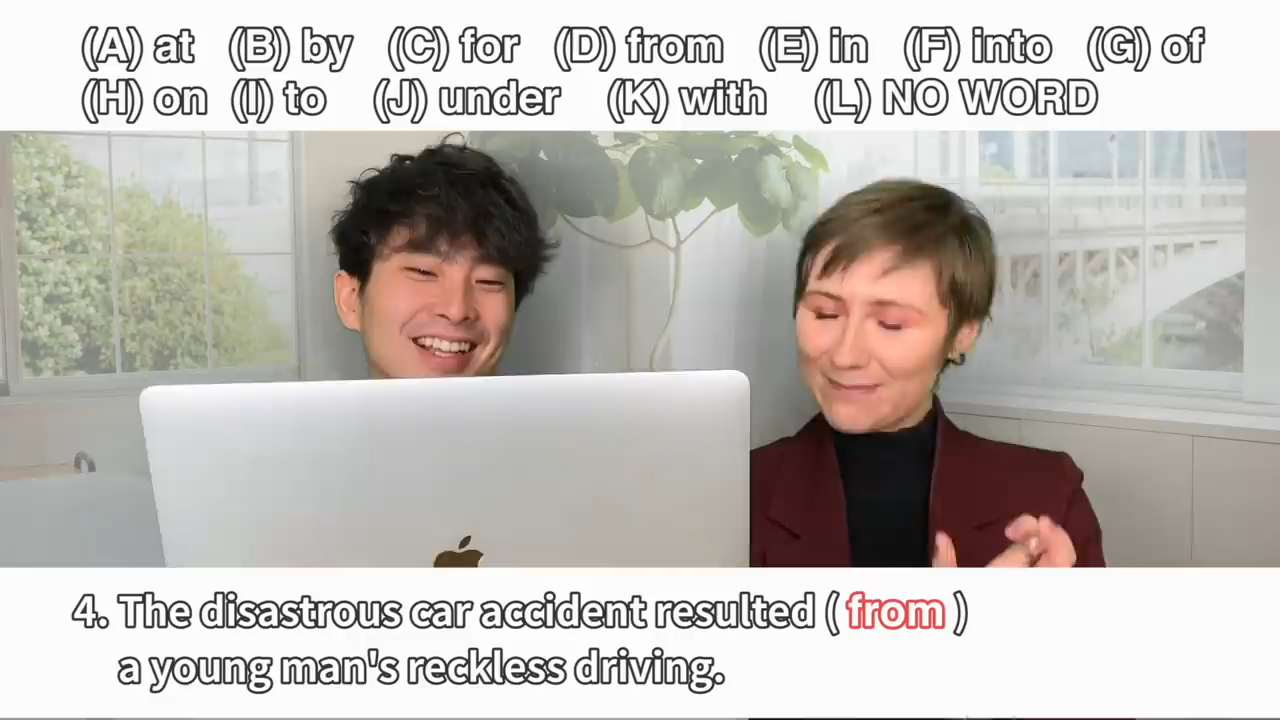 (A) at (B) by (C) for (D) from (E) in (F) into (G) of
(H) on (I) to (J) under (K) with (L) NO WORD
4. The disastrous car accident resulted ( from )
a young man's reckless driving.